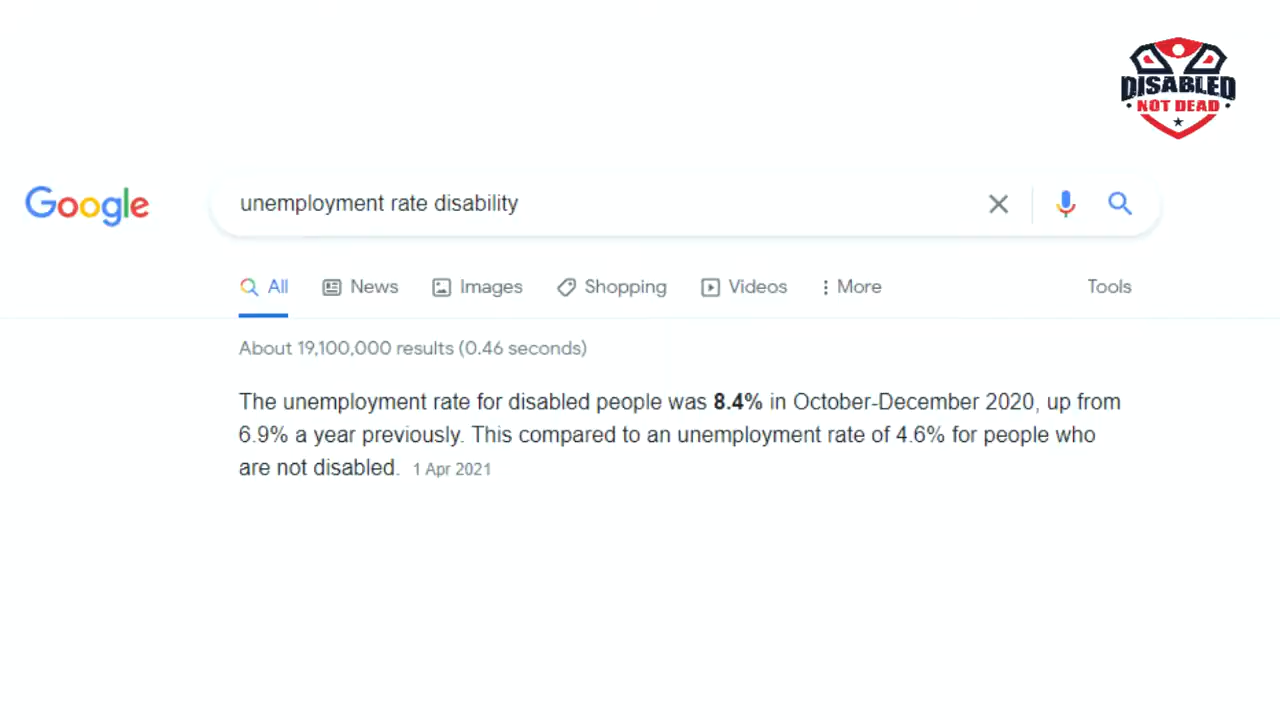 DISABLED
NOT DEAD
Google
unemployment rate disability
All
News
Images
Shopping
Videos
More
Tools
About 19,100,000 results (0.46 seconds)
The unemployment rate for disabled people was 8.4% in October-December 2020, up from
6.9% a year previously. This compared to an unemployment rate of 4.6% for people who
are not disabled. 1 Apr 2021